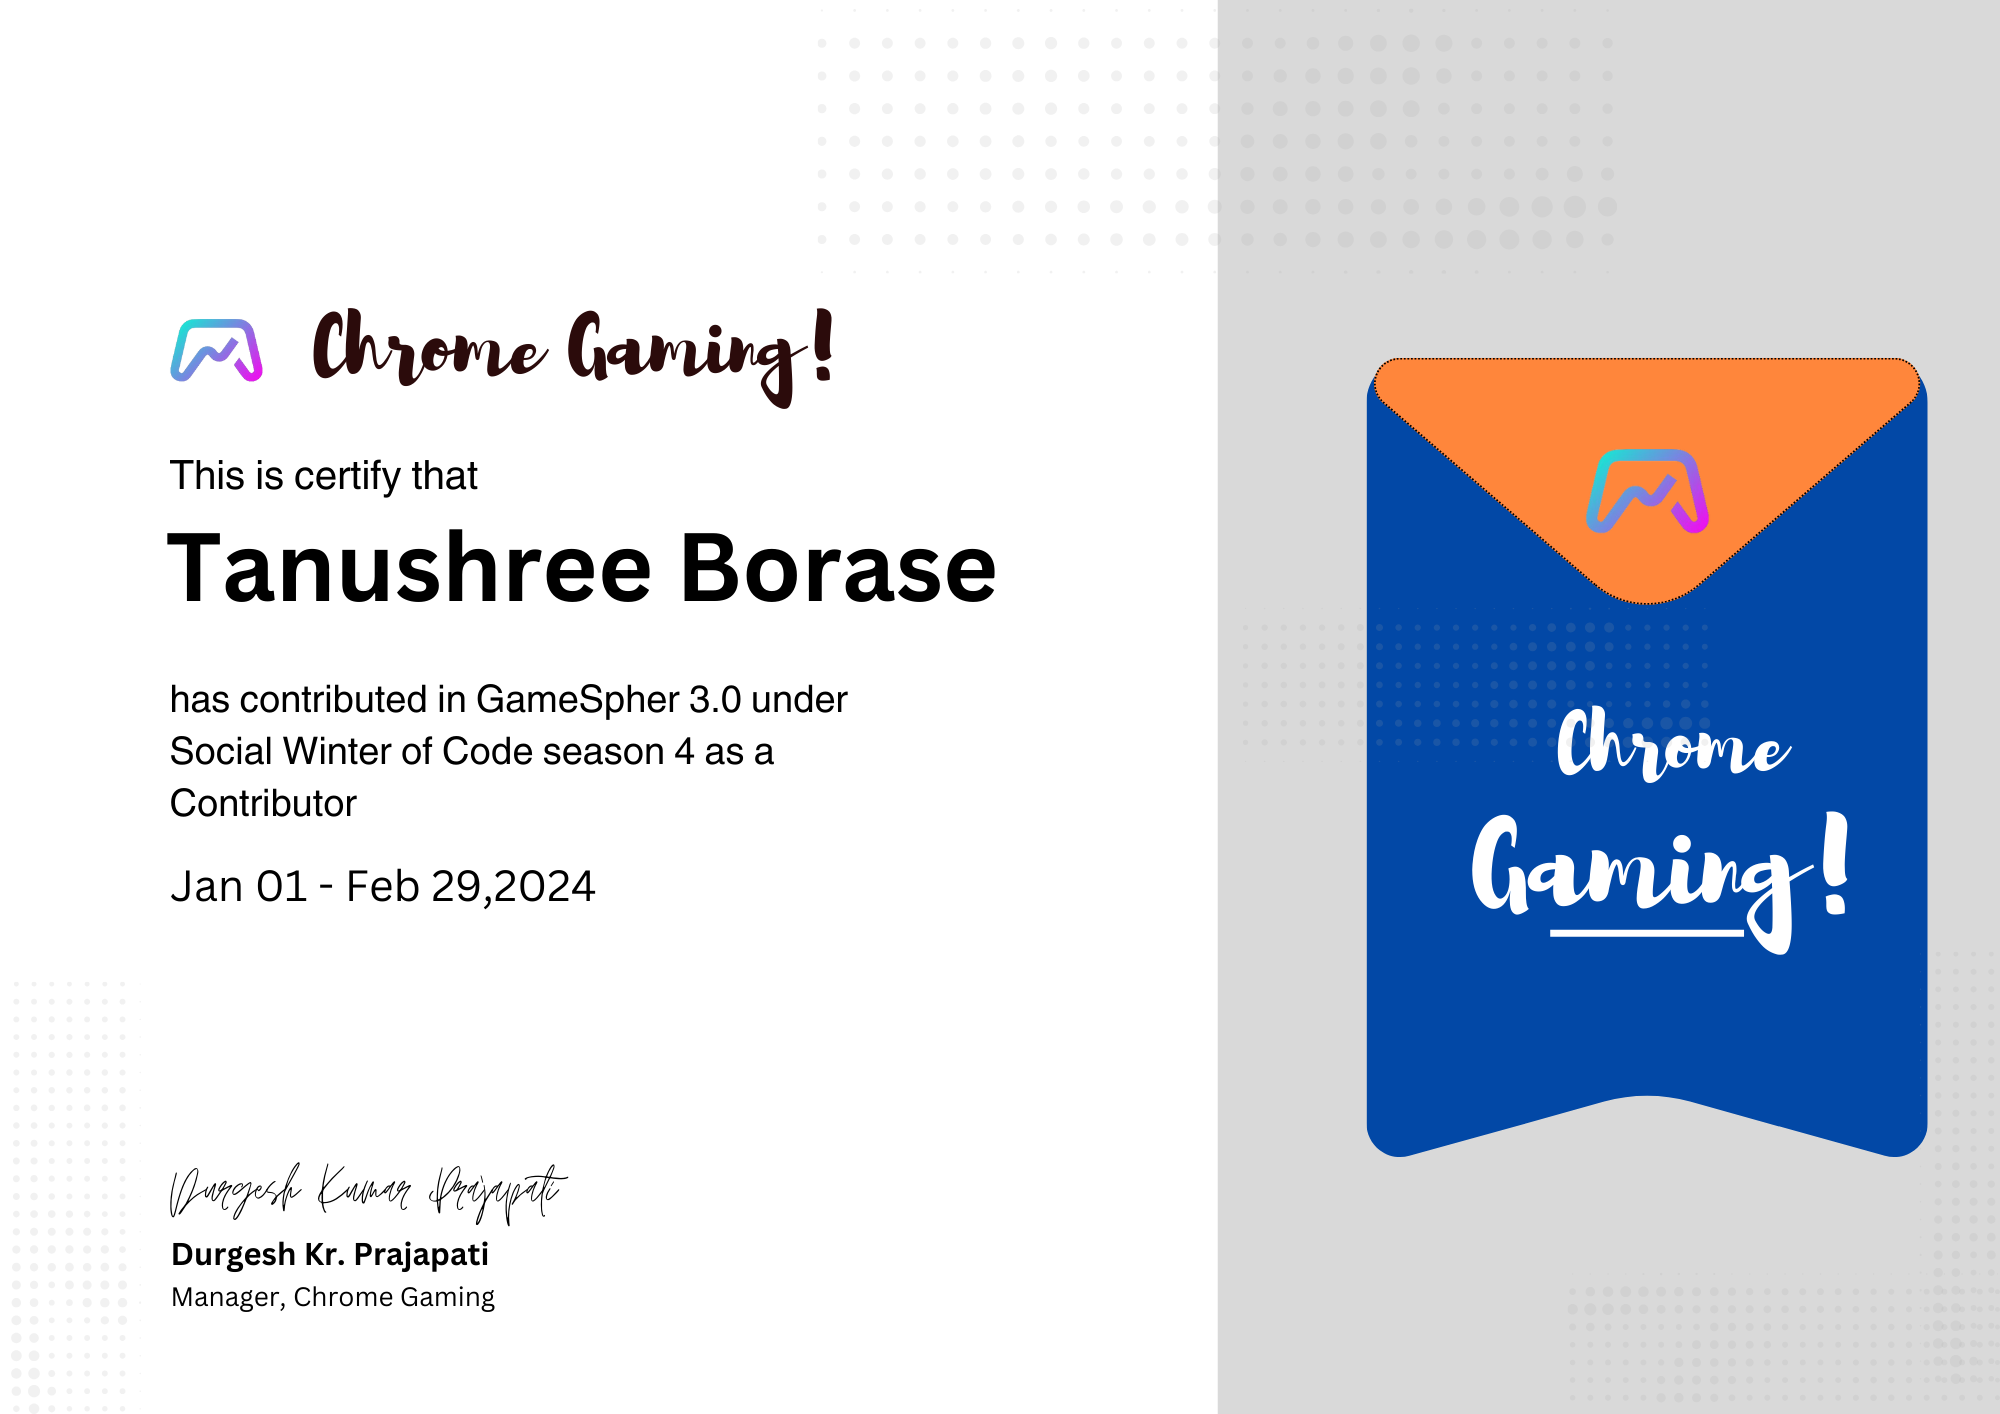 Chrome Gaming!
This is certify that
Tanushree Borase
has contributed in GameSpher 3.0 under
Social Winter of Code season 4 as a
Contributor
Jan 01 - Feb 29,2024
Durgesh Kumar Prajapati
Durgesh Kr. Prajapati
Manager, Chrome Gaming
Chrome
Gaming!